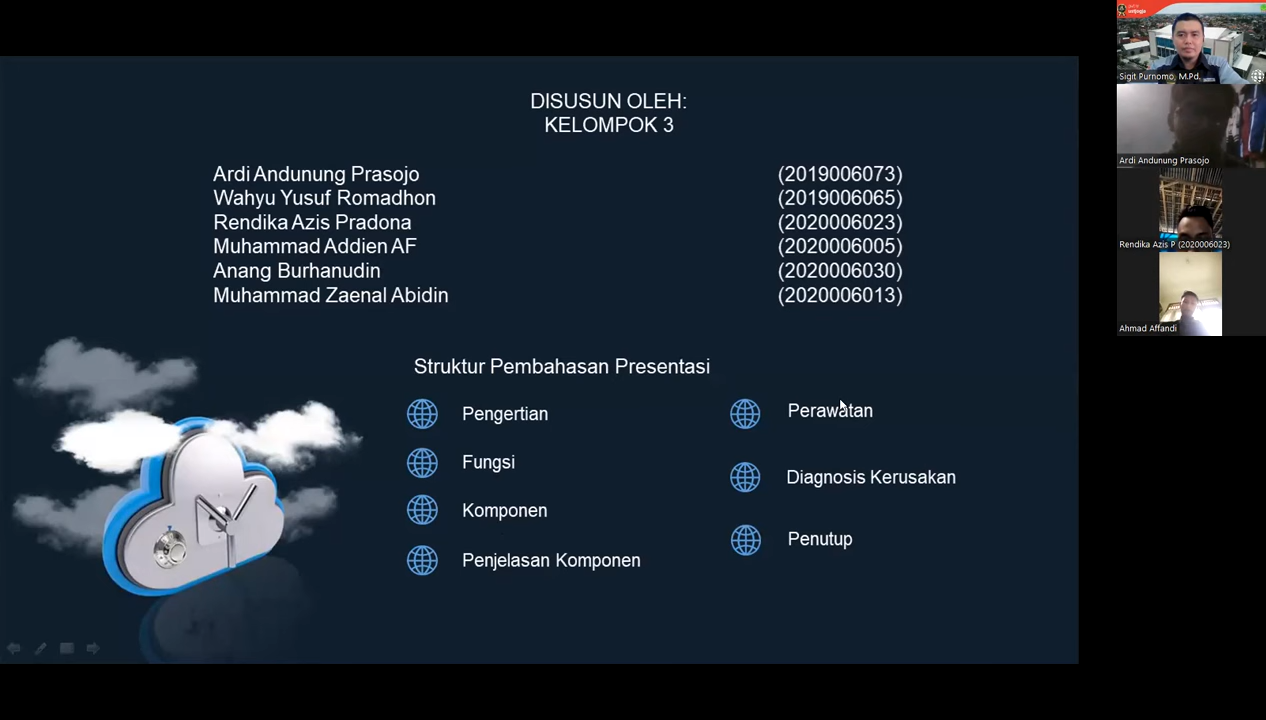 DISUSUN OLEH:
KELOMPOK 3
Ardi Andunung Prasojo (2019006073)
Wahyu Yusuf Romadhon (2019006065)
Rendika Azis Pradona (2020006023)
Muhammad Addien AF (2020006005)
Anang Burhanudin (2020006030)
Muhammad Zaenal Abidin (2020006013)
Struktur Pembahasan Presentasi
Pengertian
Fungsi
Komponen
Penjelasan Komponen
Perawatan
Diagnosis Kerusakan
Penutup
Sigit Purnomo, M.Pd.
Ardi Andunung Prasojo
Rendika Azis P (2020006023)
Ahmad Affandi